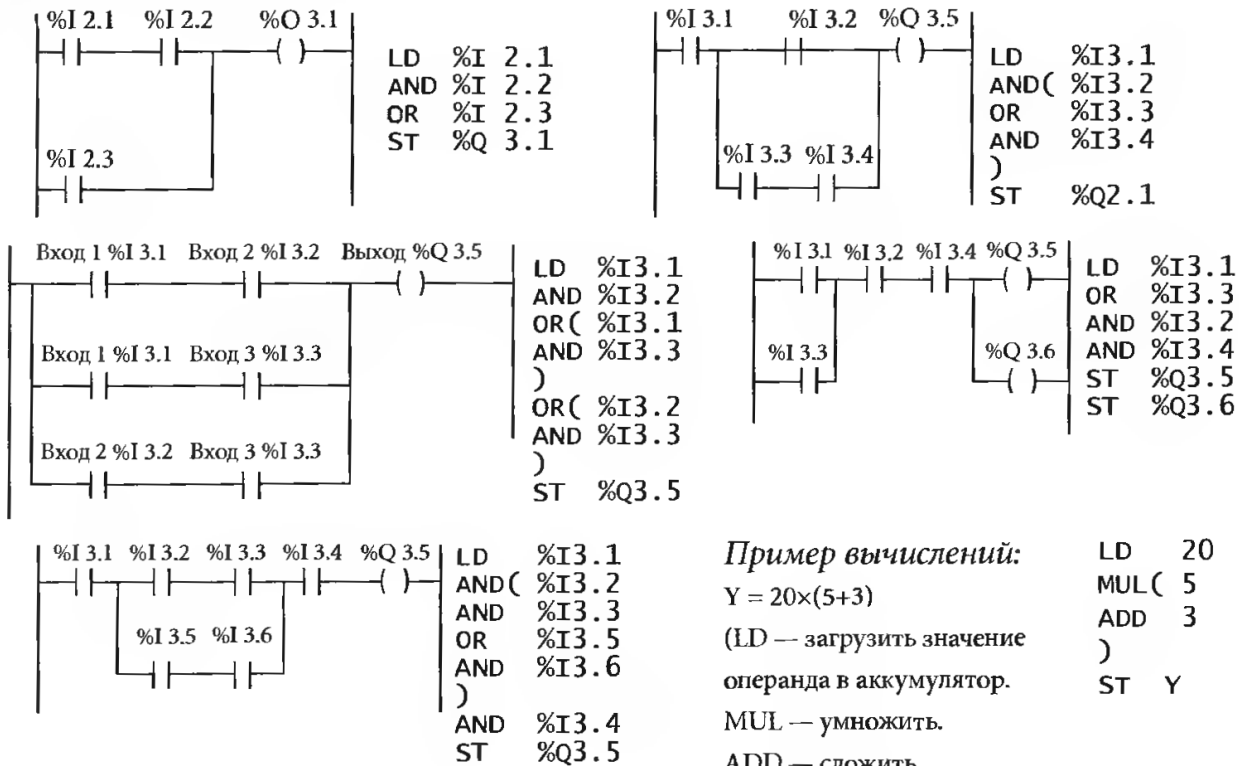 %I 2.1 %I 2.2 %O 3.1
%I 2.3
LD %I 2.1
AND %I 2.2
OR %I 2.3
ST %Q 3.1
%I 3.1 %I 3.2 %Q 3.5
%I 3.3 %I 3.4
LD %I3.1
AND( %I3.2
OR %I3.3
AND %I3.4
)
ST %Q2.1
Вход 1 %I 3.1 Вход 2 %I 3.2 Выход %Q 3.5
Вход 1 %I 3.1 Вход 3 %I 3.3
Вход 2 %I 3.2 Вход 3 %I 3.3
LD %I3.1
AND %I3.2
OR( %I3.1
AND %I3.3
)
OR( %I3.2
AND %I3.3
)
ST %Q3.5
%I 3.1 %I 3.2 %I 3.4 %Q 3.5
%I 3.3 %Q 3.6
LD %I3.1
OR %I3.3
AND %I3.2
AND %I3.4
ST %Q3.5
ST %Q3.6
%I 3.1 %I 3.2 %I 3.3 %I 3.4 %Q 3.5
%I 3.5 %I 3.6
LD %I3.1
AND( %I3.2
AND %I3.3
OR %I3.5
AND %I3.6
)
AND %I3.4
ST %Q3.5
Пример вычислений:
Y = 20×(5+3)
(LD — загрузить значение
операнда в аккумулятор.
MUL — умножить.
ADD — сложить
LD 20
MUL( 5
ADD 3
)
ST Y